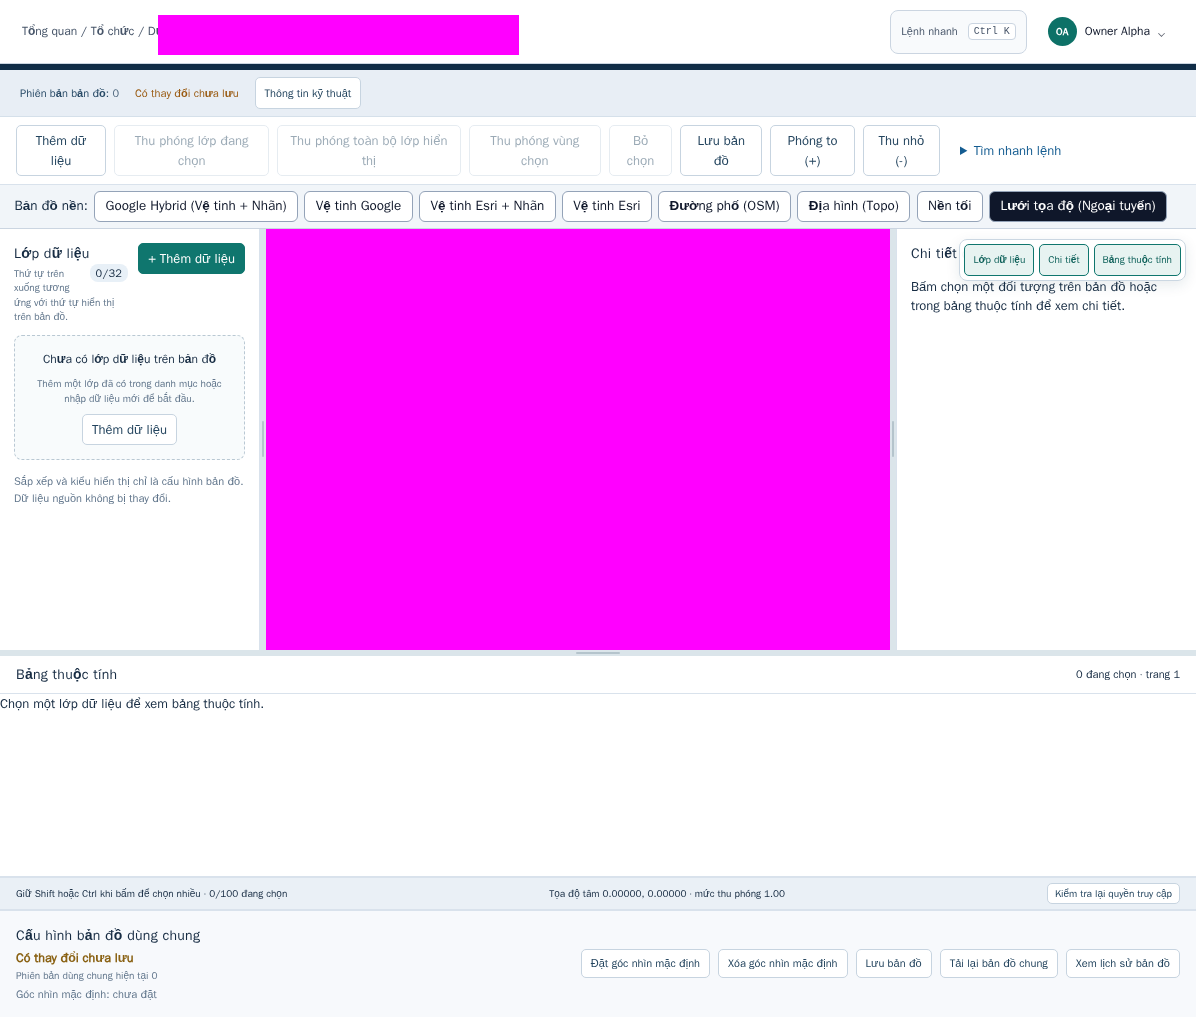 Tổng quan / Tổ chức /
Lệnh nhanh Ctrl K
OA Owner Alpha
Phiên bản bản đồ: 0 Có thay đổi chưa lưu Thông tin kỹ thuật
Thêm dữ
liệu
Thu phóng lớp đang
chọn
Thu phóng toàn bộ lớp hiển
thị
Thu phóng vùng
chọn
Bỏ
chọn
Lưu bản
đồ
Phóng to
(+)
Thu nhỏ
(-)
Tìm nhanh lệnh
Bản đồ nền: Google Hybrid (Vệ tinh + Nhãn) Vệ tinh Google Vệ tinh Esri + Nhãn Vệ tinh Esri Đường phố (OSM) Địa hình (Topo) Nền tối Lưới tọa độ (Ngoại tuyến)
Lớp dữ liệu
Thứ tự trên
xuống tương
ứng với thứ tự hiển thị
trên bản đồ.
0/32
+ Thêm dữ liệu
Chưa có lớp dữ liệu trên bản đồ
Thêm một lớp đã có trong danh mục hoặc
nhập dữ liệu mới để bắt đầu.
Thêm dữ liệu
Sắp xếp và kiểu hiển thị chỉ là cấu hình bản đồ.
Dữ liệu nguồn không bị thay đổi.
Chi tiết
Lớp dữ liệu Chi tiết Bảng thuộc tính
Bấm chọn một đối tượng trên bản đồ hoặc
trong bảng thuộc tính để xem chi tiết.
Bảng thuộc tính
0 đang chọn · trang 1
Chọn một lớp dữ liệu để xem bảng thuộc tính.
Giữ Shift hoặc Ctrl khi bấm để chọn nhiều · 0/100 đang chọn
Tọa độ tâm 0.00000, 0.00000 · mức thu phóng 1.00
Kiểm tra lại quyền truy cập
Cấu hình bản đồ dùng chung
Có thay đổi chưa lưu
Phiên bản dùng chung hiện tại 0
Góc nhìn mặc định: chưa đặt
Đặt góc nhìn mặc định Xóa góc nhìn mặc định Lưu bản đồ Tải lại bản đồ chung Xem lịch sử bản đồ